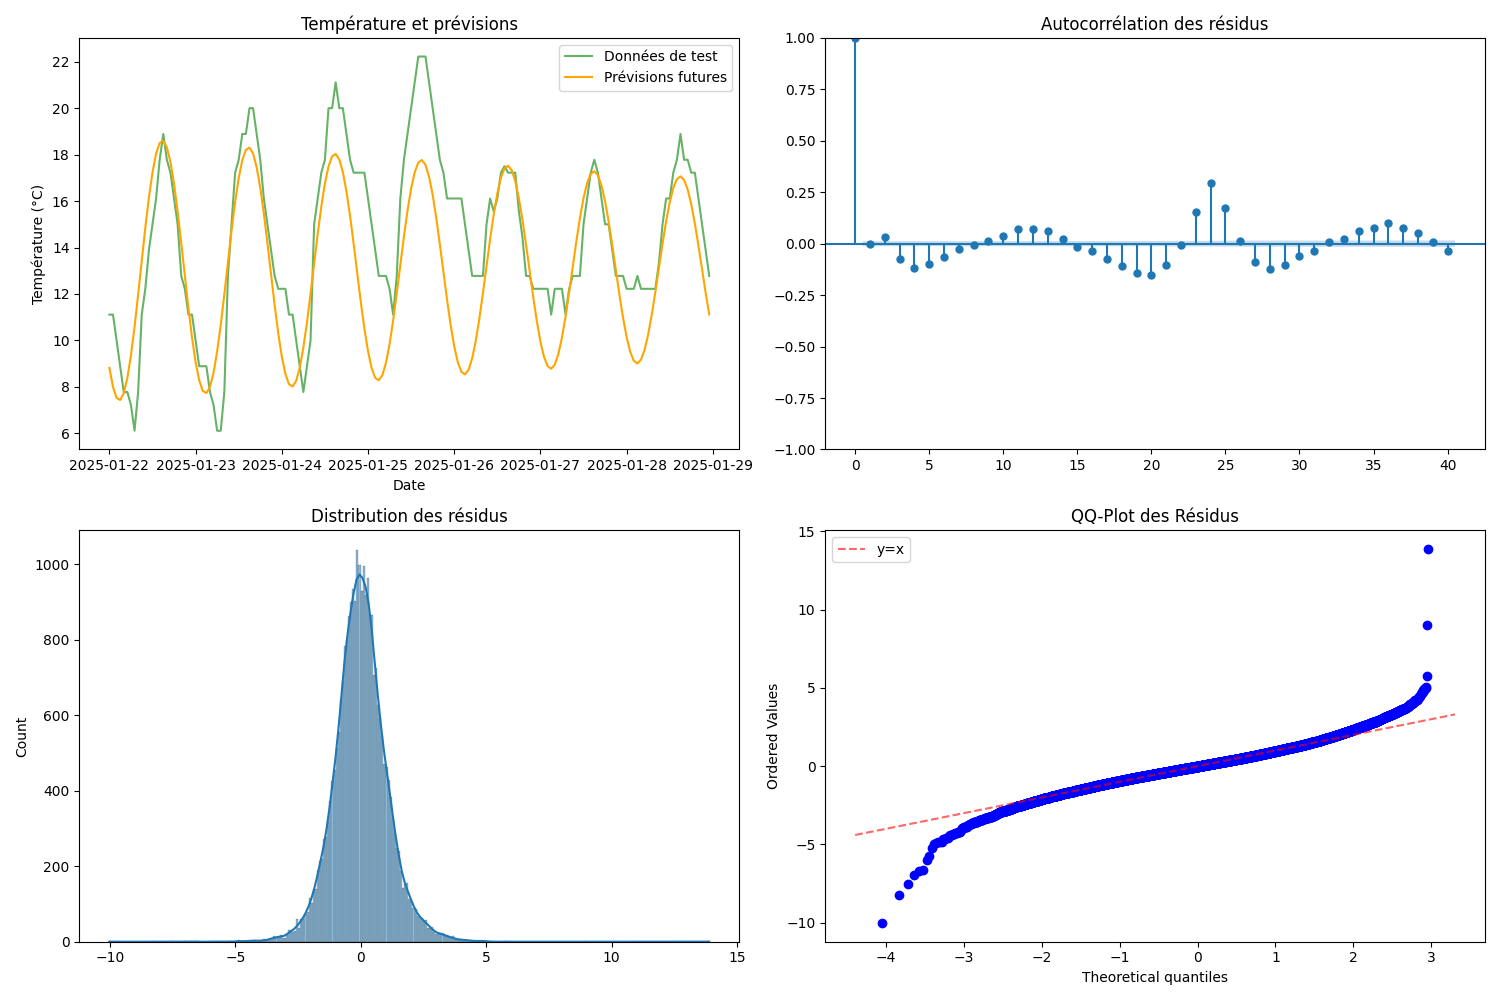 Température et prévisions
Données de test
Prévisions futures
Température (°C)
22
20
18
16
14
12
10
8
6
2025-01-22 2025-01-23 2025-01-24 2025-01-25 2025-01-26 2025-01-27 2025-01-28 2025-01-29
Date
Autocorrélation des résidus
1.00
0.75
0.50
0.25
0.00
−0.25
−0.50
−0.75
−1.00
0 5 10 15 20 25 30 35 40
Distribution des résidus
Count
1000
800
600
400
200
0
−10 −5 0 5 10 15
QQ-Plot des Résidus
y=x
Ordered Values
15
10
5
0
−5
−10
−4 −3 −2 −1 0 1 2 3
Theoretical quantiles